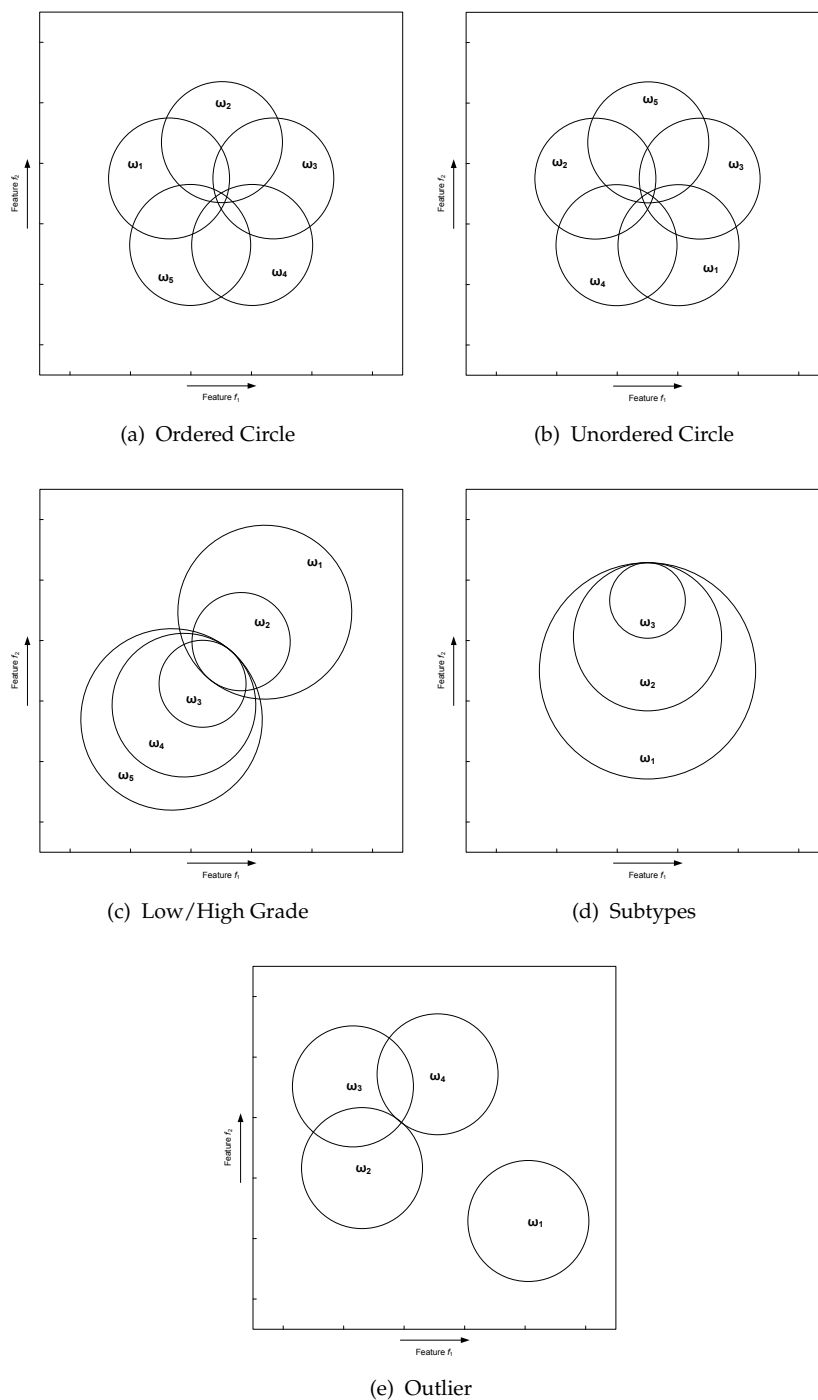 ω₂
ω₁
ω₃
ω₅
ω₄
Feature f₂
Feature f₁
(a) Ordered Circle
ω₅
ω₂
ω₃
ω₄
ω₁
Feature f₂
Feature f₁
(b) Unordered Circle
ω₁
ω₂
ω₃
ω₄
ω₅
Feature f₂
Feature f₁
(c) Low/High Grade
ω₃
ω₂
ω₁
Feature f₂
Feature f₁
(d) Subtypes
ω₃
ω₄
ω₂
ω₁
Feature f₂
Feature f₁
(e) Outlier